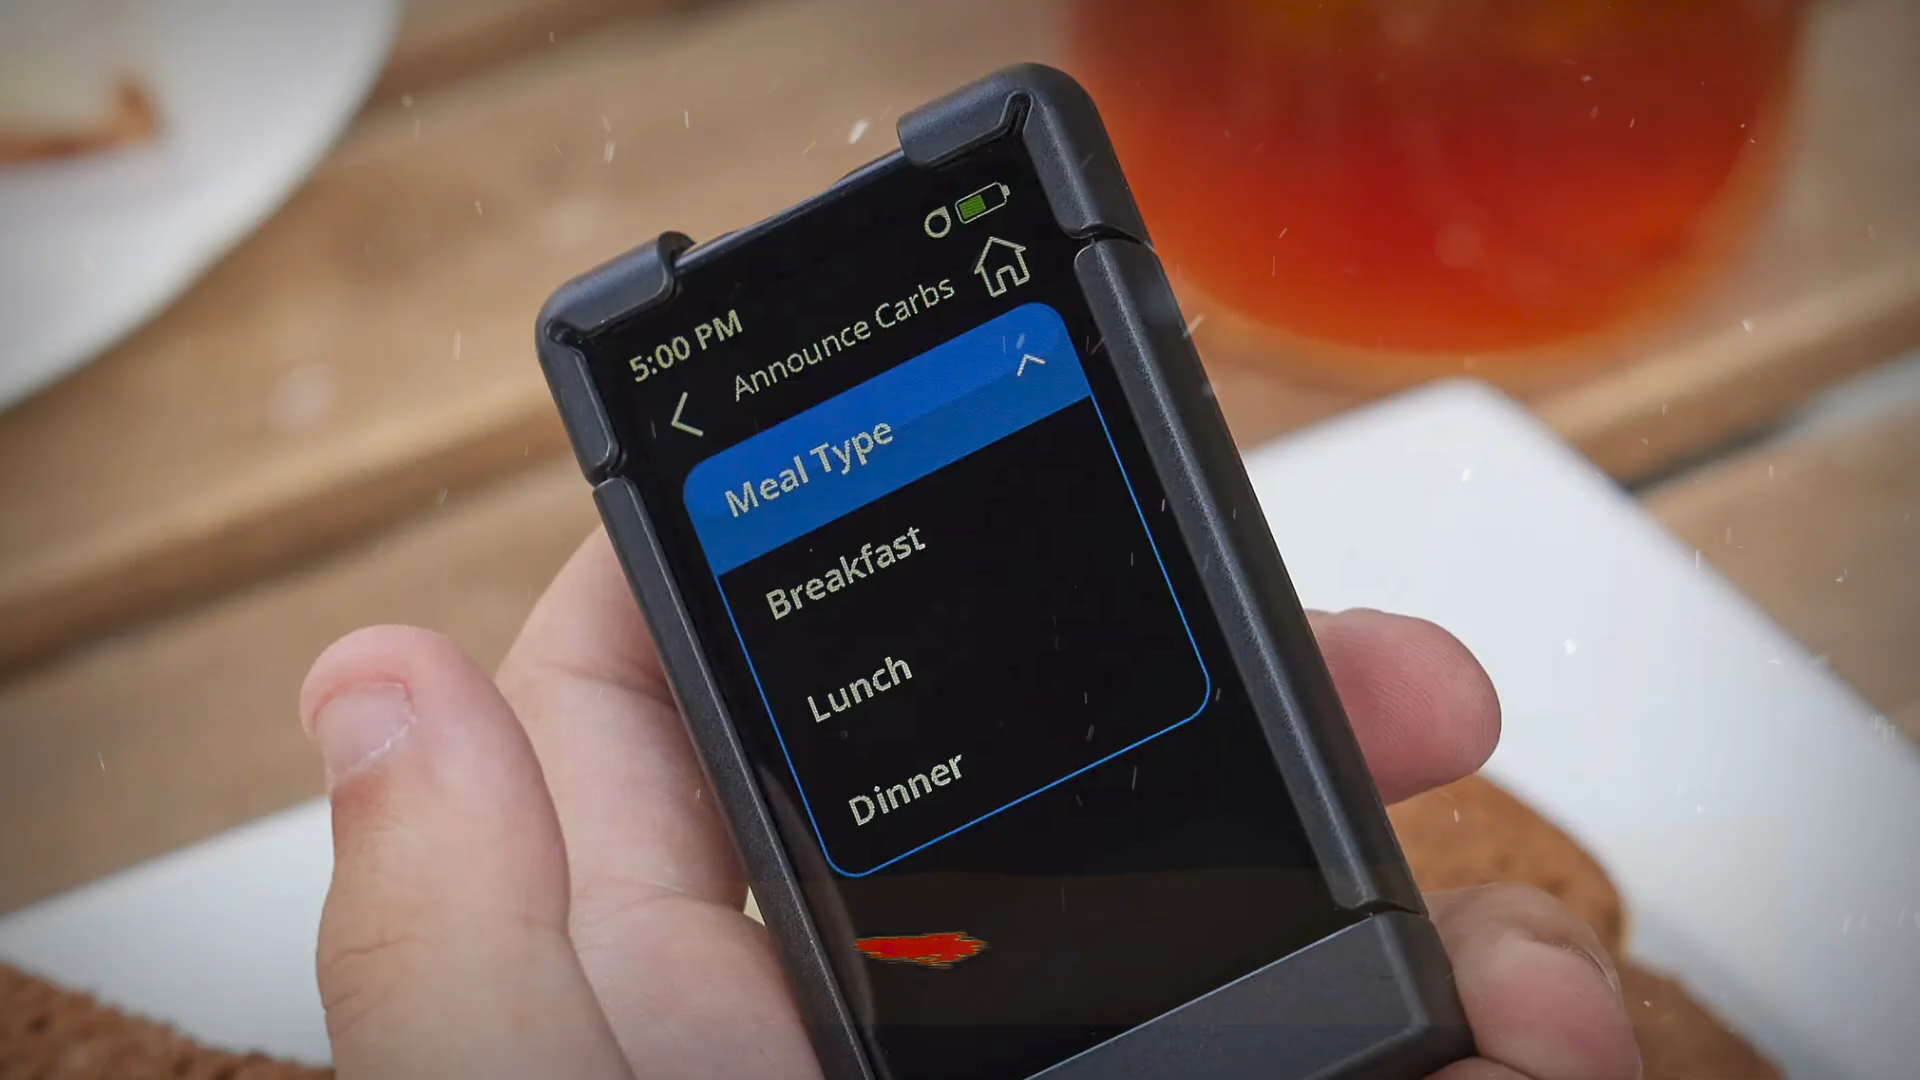 5:00 PM
Announce Carbs
Meal Type
Breakfast
Lunch
Dinner